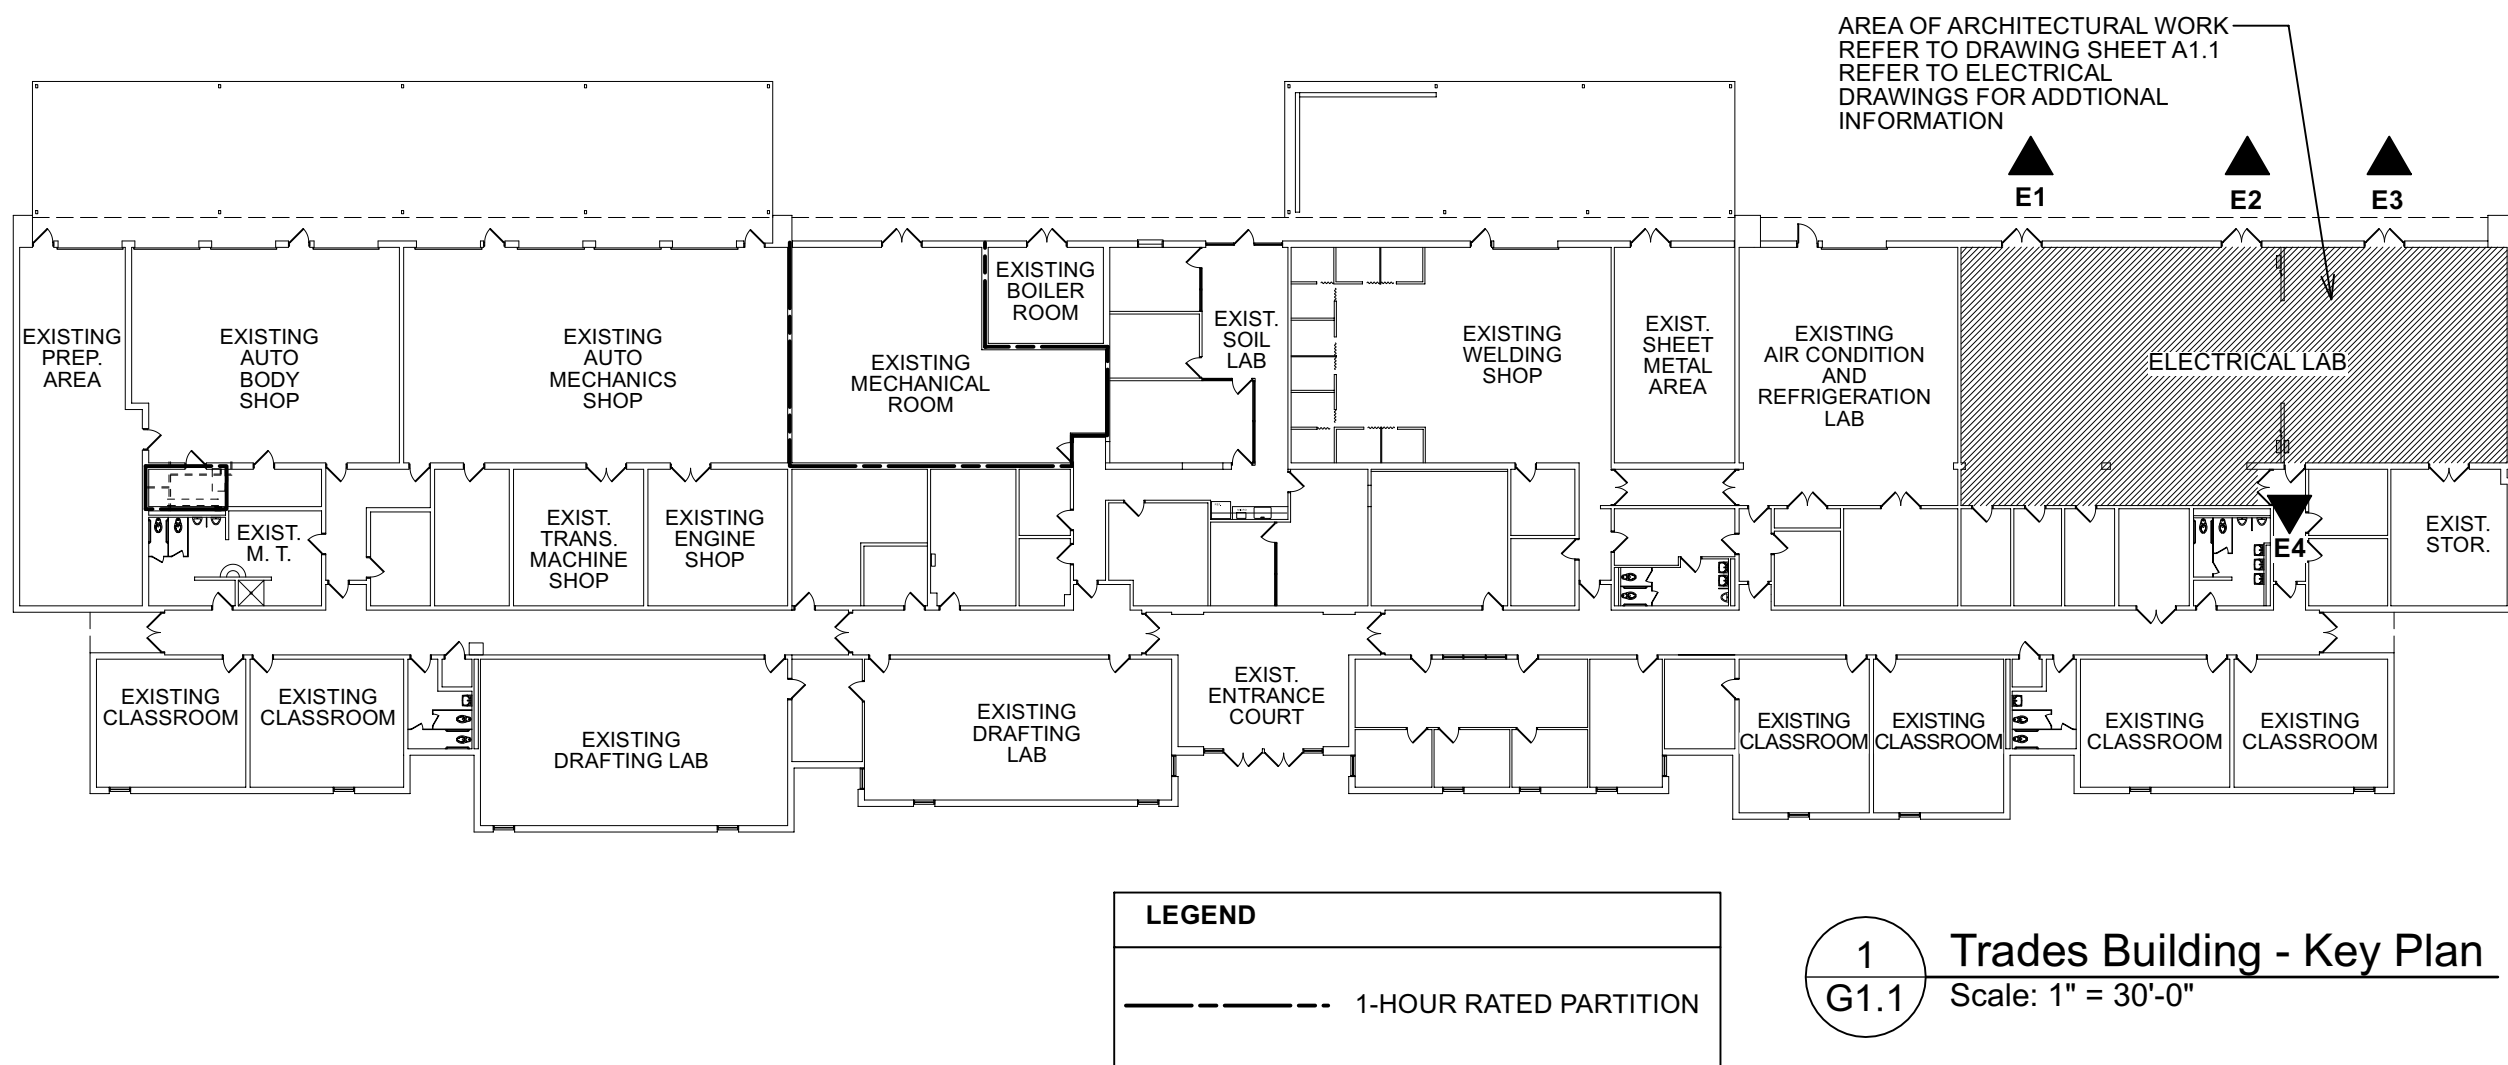 AREA OF ARCHITECTURAL WORK
REFER TO DRAWING SHEET A1.1
REFER TO ELECTRICAL
DRAWINGS FOR ADDTIONAL
INFORMATION
E1
E2
E3
EXISTING
PREP.
AREA
EXISTING
AUTO
BODY
SHOP
EXISTING
AUTO
MECHANICS
SHOP
EXISTING
MECHANICAL
ROOM
EXISTING
BOILER
ROOM
EXIST.
SOIL
LAB
EXISTING
WELDING
SHOP
EXIST.
SHEET
METAL
AREA
EXISTING
AIR CONDITION
AND
REFRIGERATION
LAB
ELECTRICAL LAB
EXIST.
M. T.
EXIST.
TRANS.
MACHINE
SHOP
EXISTING
ENGINE
SHOP
E4
EXIST.
STOR.
EXISTING
CLASSROOM
EXISTING
CLASSROOM
EXISTING
DRAFTING LAB
EXISTING
DRAFTING
LAB
EXIST.
ENTRANCE
COURT
EXISTING
CLASSROOM
EXISTING
CLASSROOM
EXISTING
CLASSROOM
EXISTING
CLASSROOM
LEGEND
1-HOUR RATED PARTITION
1
G1.1
Trades Building - Key Plan
Scale: 1" = 30'-0"